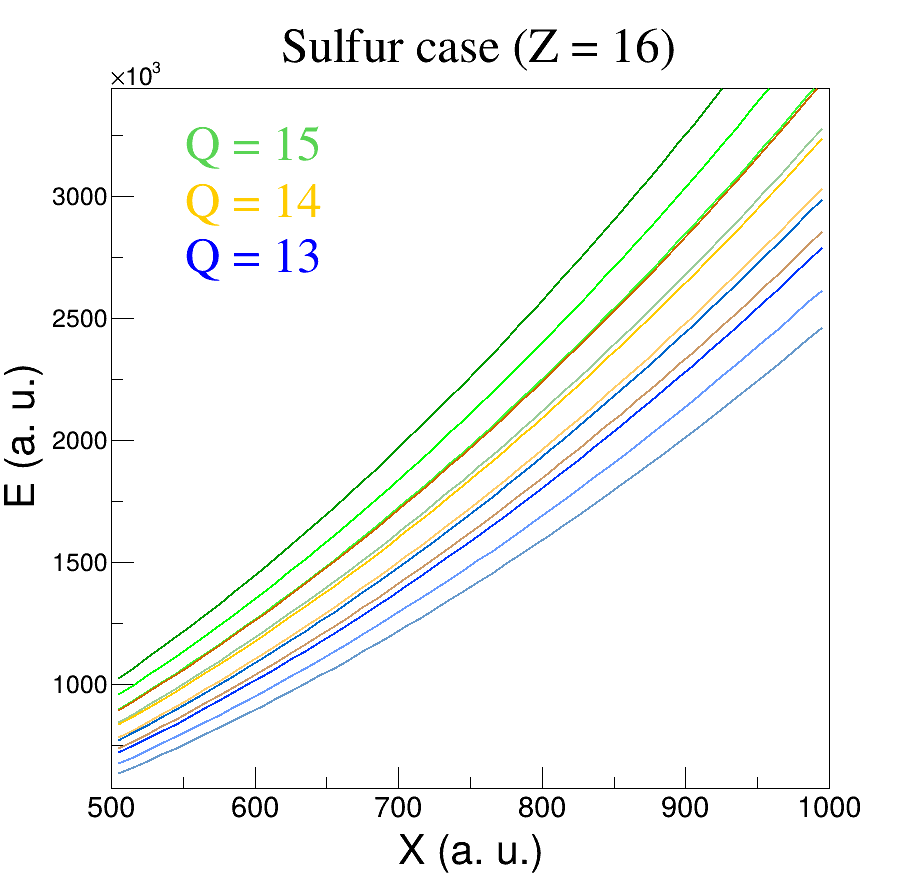 Sulfur case (Z = 16)
×10³
Q = 15
Q = 14
Q = 13
3000
2500
2000
1500
1000
E (a. u.)
500 600 700 800 900 1000
X (a. u.)